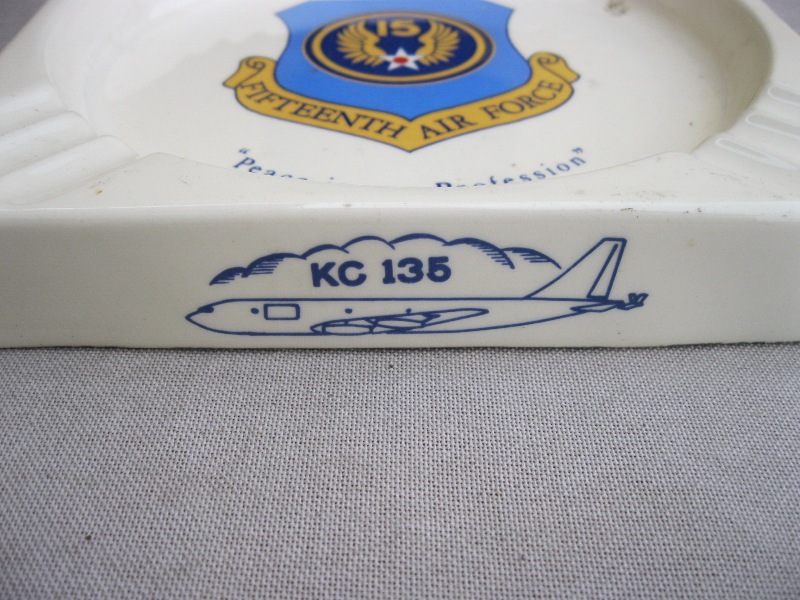 15
FIFTEENTH AIR FORCE
"Peace Profession"
KC 135